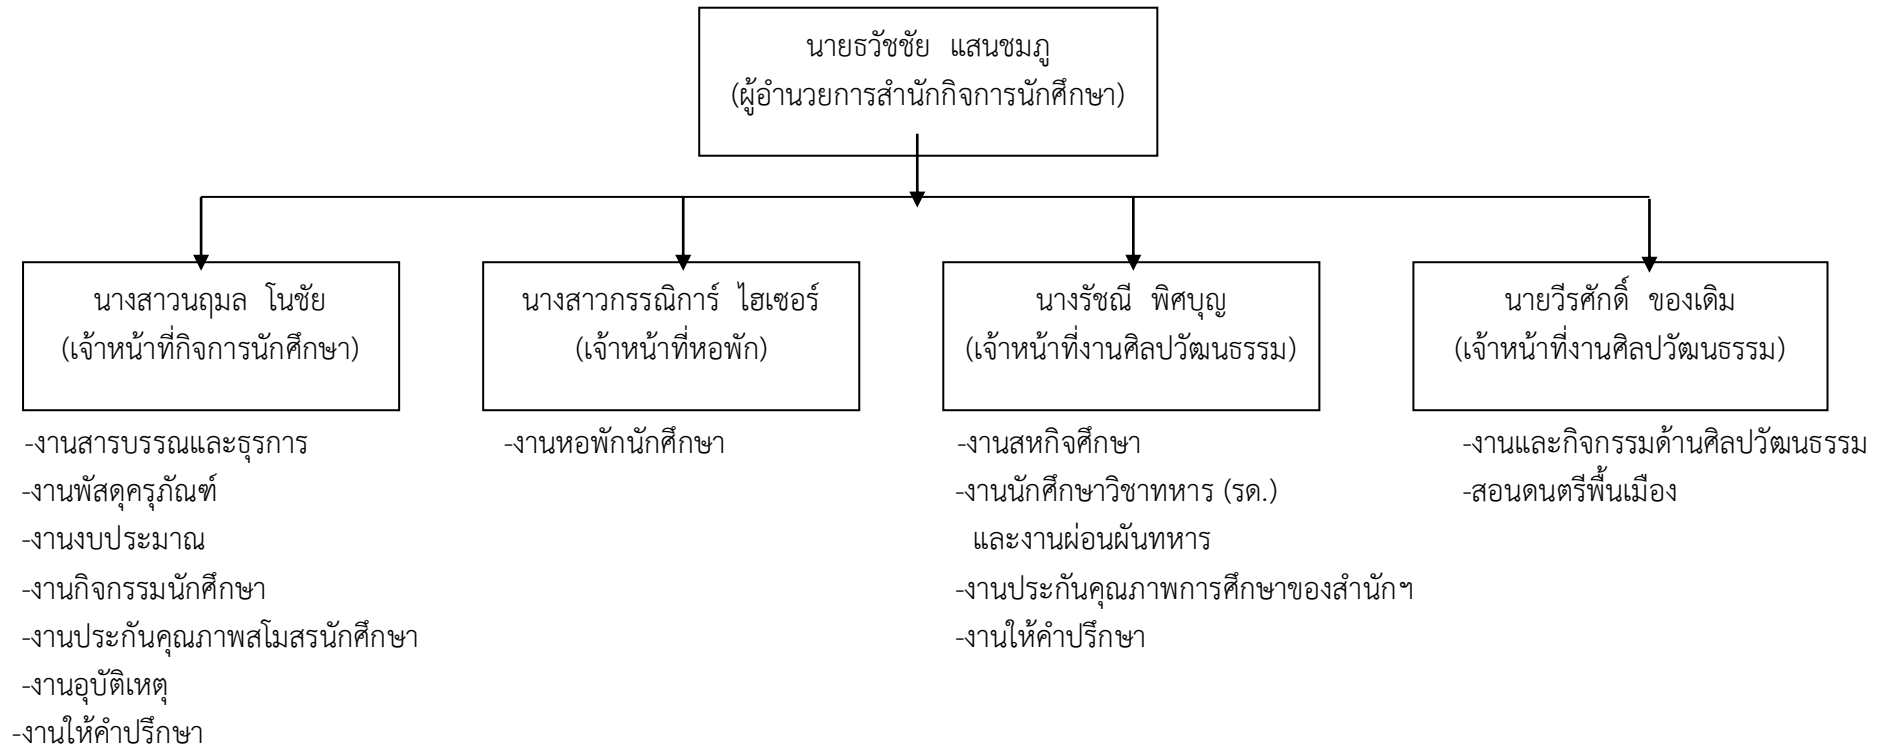 นายธวัชชัย แสนชมภู
(ผู้อำนวยการสำนักกิจการนักศึกษา)
นางสาวนฤมล โนชัย
(เจ้าหน้าที่กิจการนักศึกษา)
-งานสารบรรณและธุรการ
-งานพัสดุครุภัณฑ์
-งานงบประมาณ
-งานกิจกรรมนักศึกษา
-งานประกันคุณภาพสโมสรนักศึกษา
-งานอุบัติเหตุ
-งานให้คำปรึกษา
นางสาวกรรณิการ์ ไฮเซอร์
(เจ้าหน้าที่หอพัก)
-งานหอพักนักศึกษา
นางรัชณี พิศบุญ
(เจ้าหน้าที่งานศิลปวัฒนธรรม)
-งานสหกิจศึกษา
-งานนักศึกษาวิชาทหาร (รด.)
และงานผ่อนผันทหาร
-งานประกันคุณภาพการศึกษาของสำนักฯ
-งานให้คำปรึกษา
นายวีรศักดิ์ ของเดิม
(เจ้าหน้าที่งานศิลปวัฒนธรรม)
-งานและกิจกรรมด้านศิลปวัฒนธรรม
-สอนดนตรีพื้นเมือง